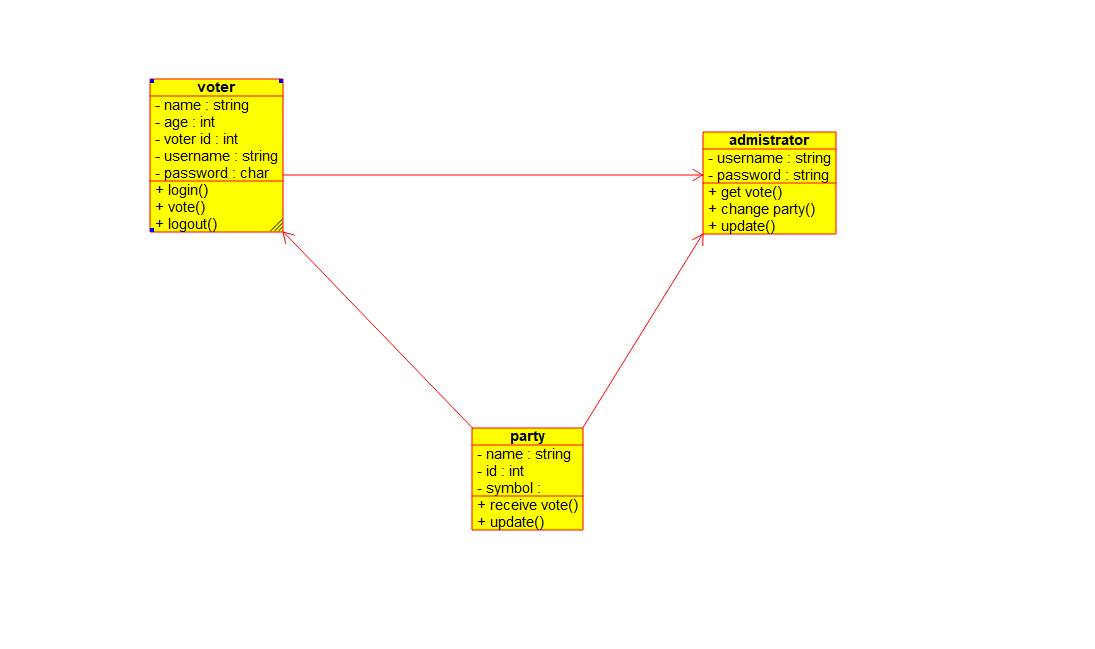 voter
- name : string
- age : int
- voter id : int
- username : string
- password : char
+ login()
+ vote()
+ logout()
admistrator
- username : string
- password : string
+ get vote()
+ change party()
+ update()
party
- name : string
- id : int
- symbol :
+ receive vote()
+ update()